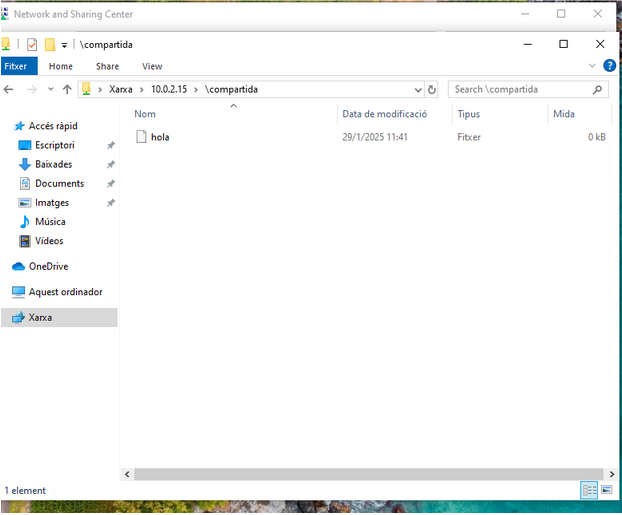 Network and Sharing Center
\compartida
Fitxer Home Share View
Xarxa 10.0.2.15 \compartida Search \compartida
Nom Data de modificació Tipus Mida
hola 29/1/2025 11:41 Fitxer 0 kB
Accés ràpid
Escriptori
Baixades
Documents
Imatges
Música
Vídeos
OneDrive
Aquest ordinador
Xarxa
1 element